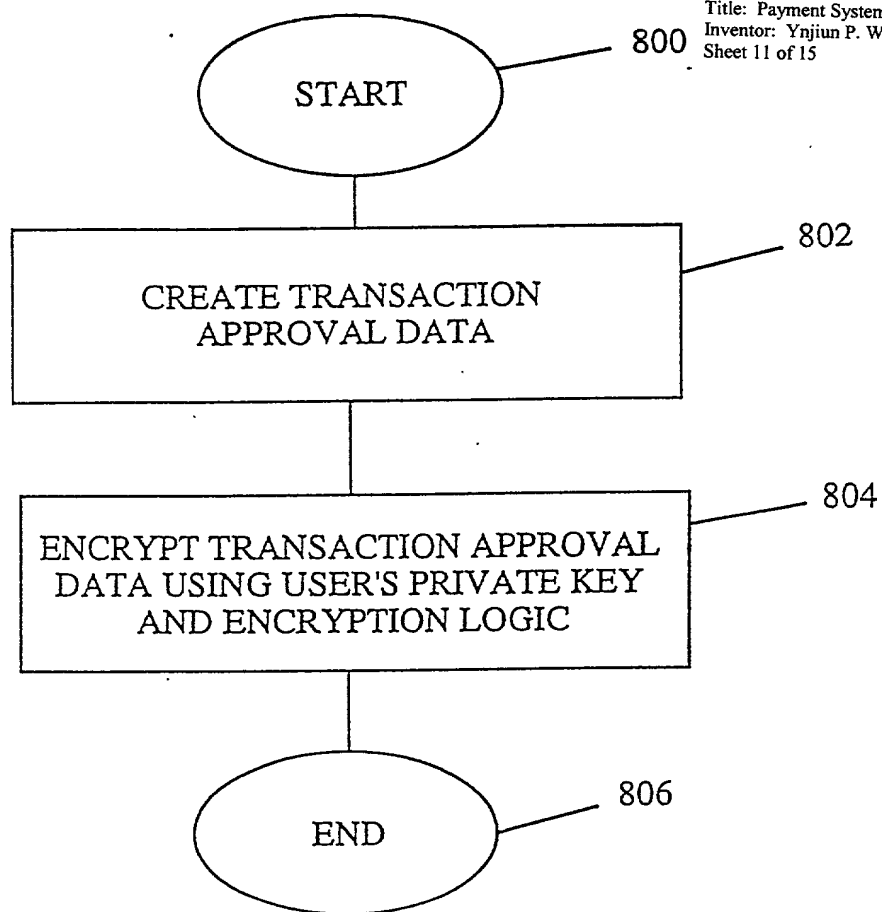 Title: Payment System
Inventor: Ynjiun P. W
Sheet 11 of 15
800
START
802
CREATE TRANSACTION
APPROVAL DATA
804
ENCRYPT TRANSACTION APPROVAL
DATA USING USER'S PRIVATE KEY
AND ENCRYPTION LOGIC
806
END